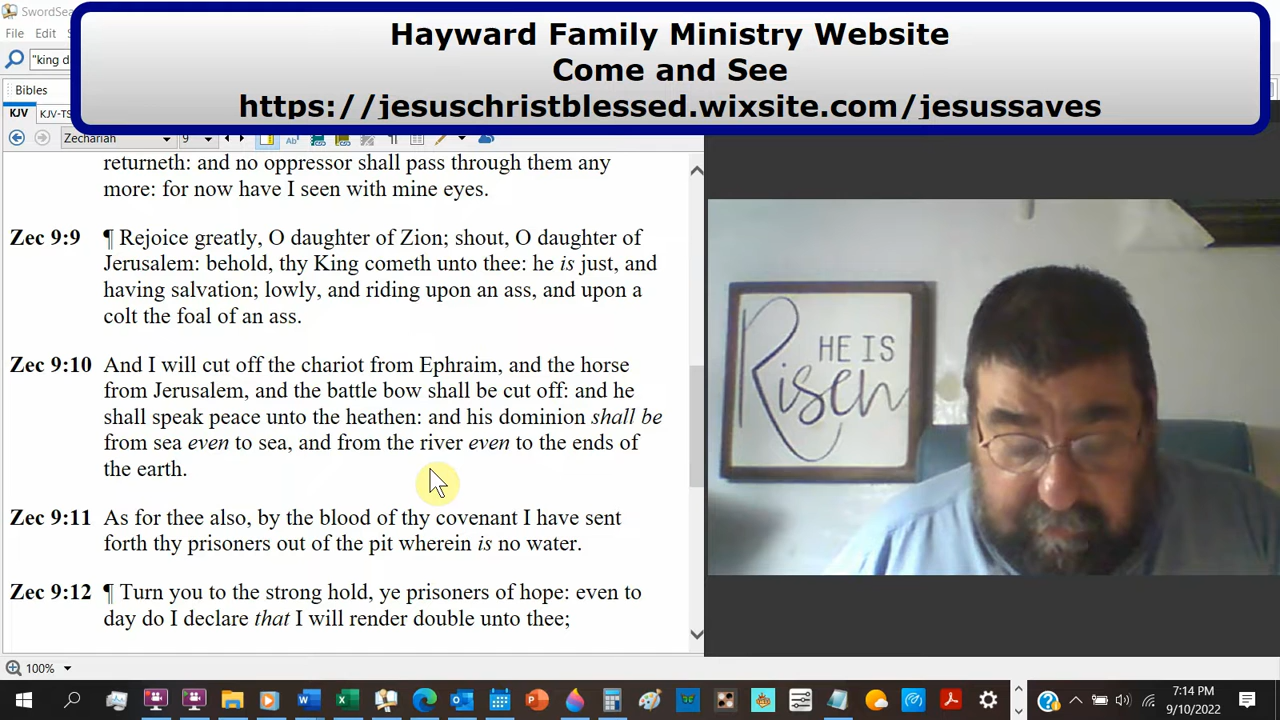 Hayward Family Ministry Website
Come and See
https://jesuschristblessed.wixsite.com/jesussaves
SwordSea
File Edit S
"king d
Bibles
KJV KJV-TS
Zechariah 9
returneth: and no oppressor shall pass through them any
more: for now have I seen with mine eyes.
Zec 9:9 ¶ Rejoice greatly, O daughter of Zion; shout, O daughter of
Jerusalem: behold, thy King cometh unto thee: he is just, and
having salvation; lowly, and riding upon an ass, and upon a
colt the foal of an ass.
Zec 9:10 And I will cut off the chariot from Ephraim, and the horse
from Jerusalem, and the battle bow shall be cut off: and he
shall speak peace unto the heathen: and his dominion shall be
from sea even to sea, and from the river even to the ends of
the earth.
Zec 9:11 As for thee also, by the blood of thy covenant I have sent
forth thy prisoners out of the pit wherein is no water.
Zec 9:12 ¶ Turn you to the strong hold, ye prisoners of hope: even to
day do I declare that I will render double unto thee;
HE IS
Risen
100%
7:14 PM
9/10/2022